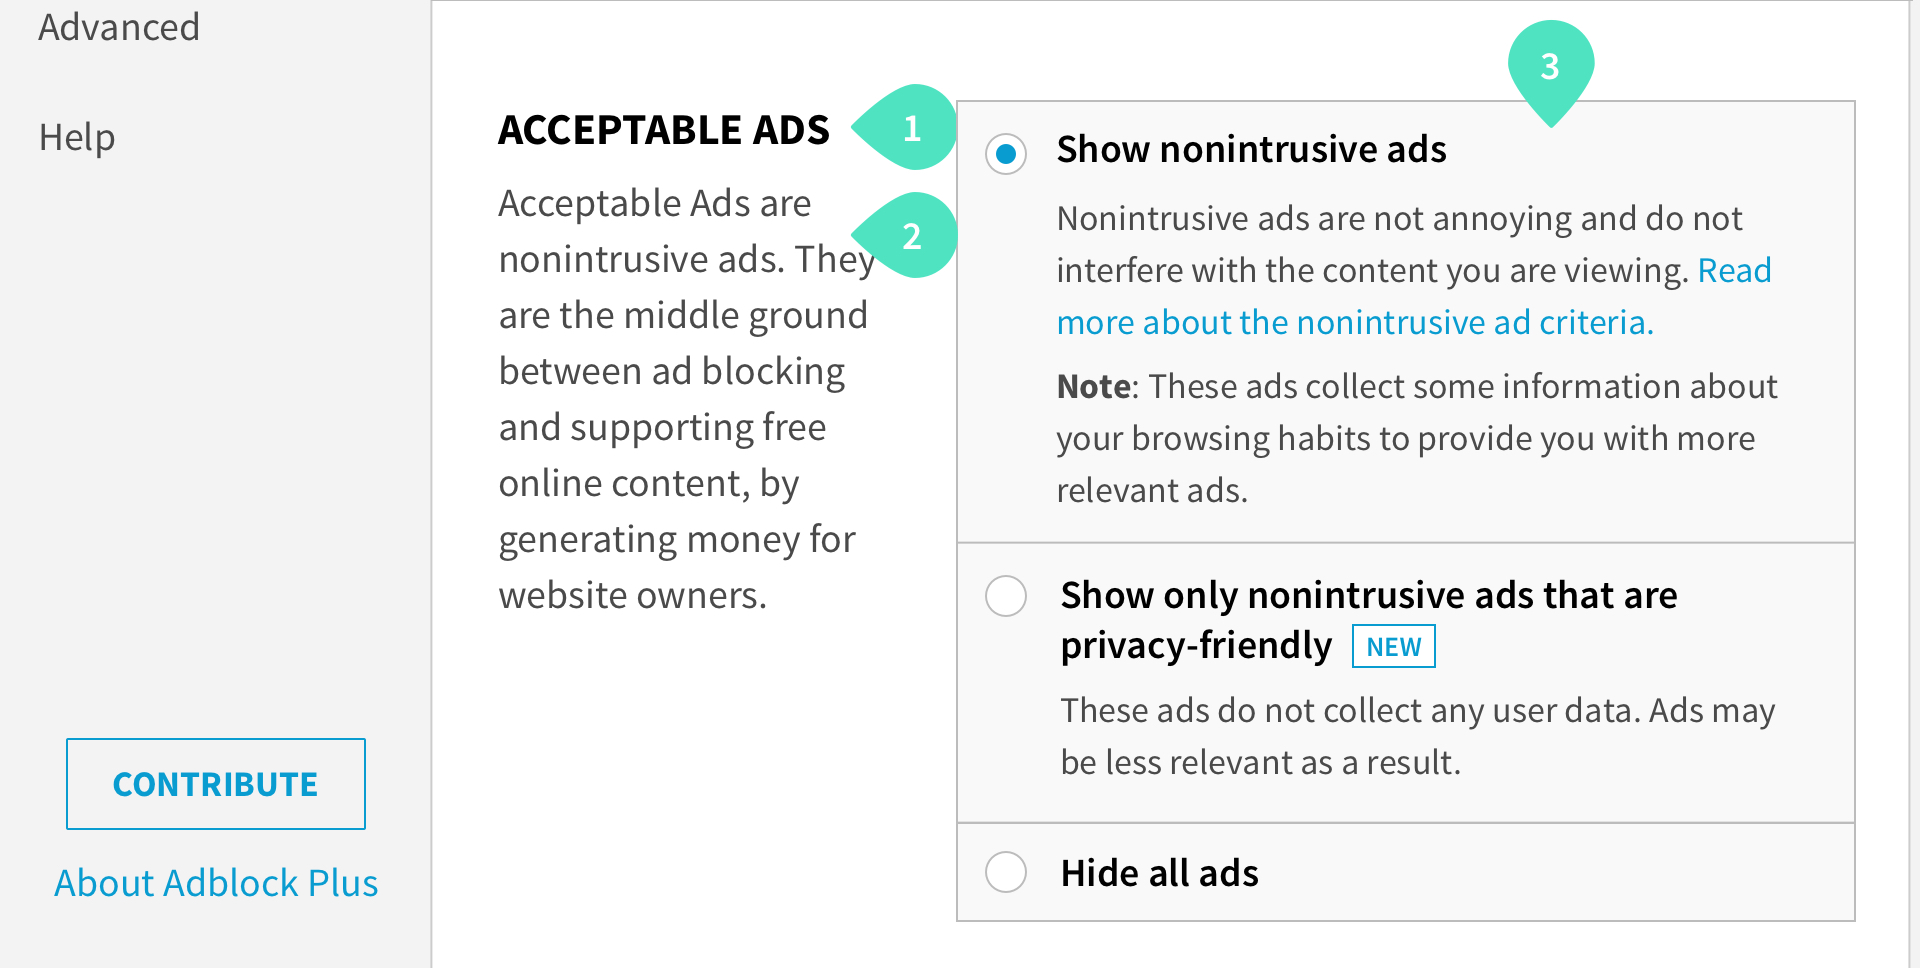 Advanced
Help
CONTRIBUTE
About Adblock Plus
ACCEPTABLE ADS
1
Acceptable Ads are
nonintrusive ads. They
are the middle ground
between ad blocking
and supporting free
online content, by
generating money for
website owners.
2
3
Show nonintrusive ads
Nonintrusive ads are not annoying and do not
interfere with the content you are viewing. Read
more about the nonintrusive ad criteria.
Note: These ads collect some information about
your browsing habits to provide you with more
relevant ads.
Show only nonintrusive ads that are
privacy-friendly NEW
These ads do not collect any user data. Ads may
be less relevant as a result.
Hide all ads